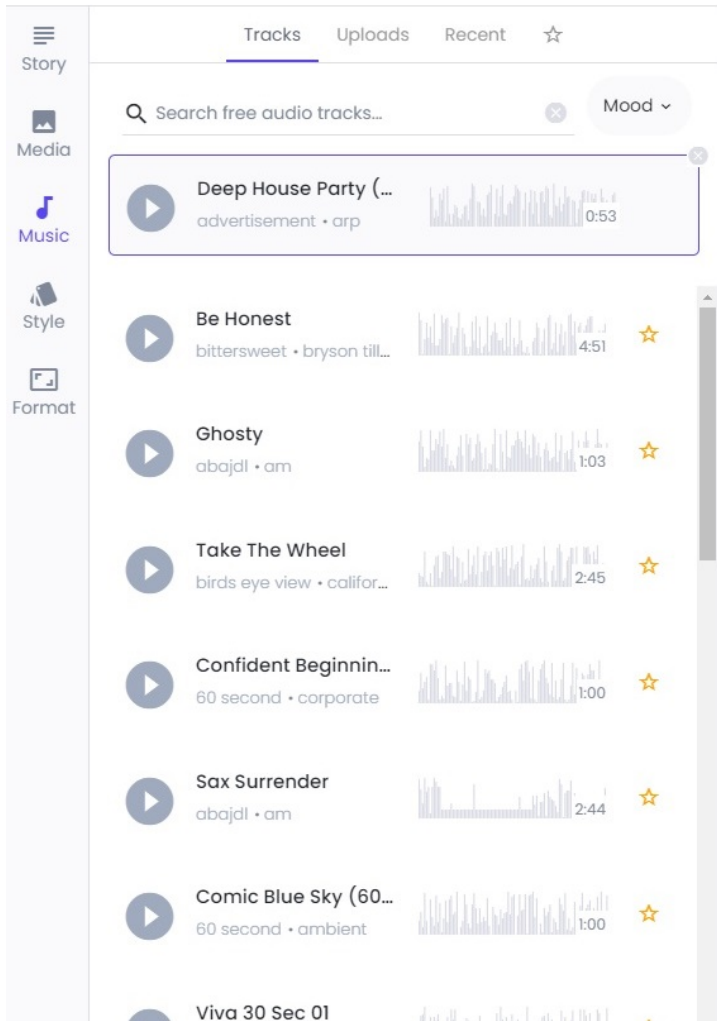 Story
Media
Music
Style
Format
Tracks Uploads Recent
Search free audio tracks...
Mood
Deep House Party (...
advertisement • arp
0:53
Be Honest
bittersweet • bryson till...
4:51
Ghosty
abajdl • am
1:03
Take The Wheel
birds eye view • califor...
2:45
Confident Beginnin...
60 second • corporate
1:00
Sax Surrender
abajdl • am
2:44
Comic Blue Sky (60...
60 second • ambient
1:00
Viva 30 Sec 01